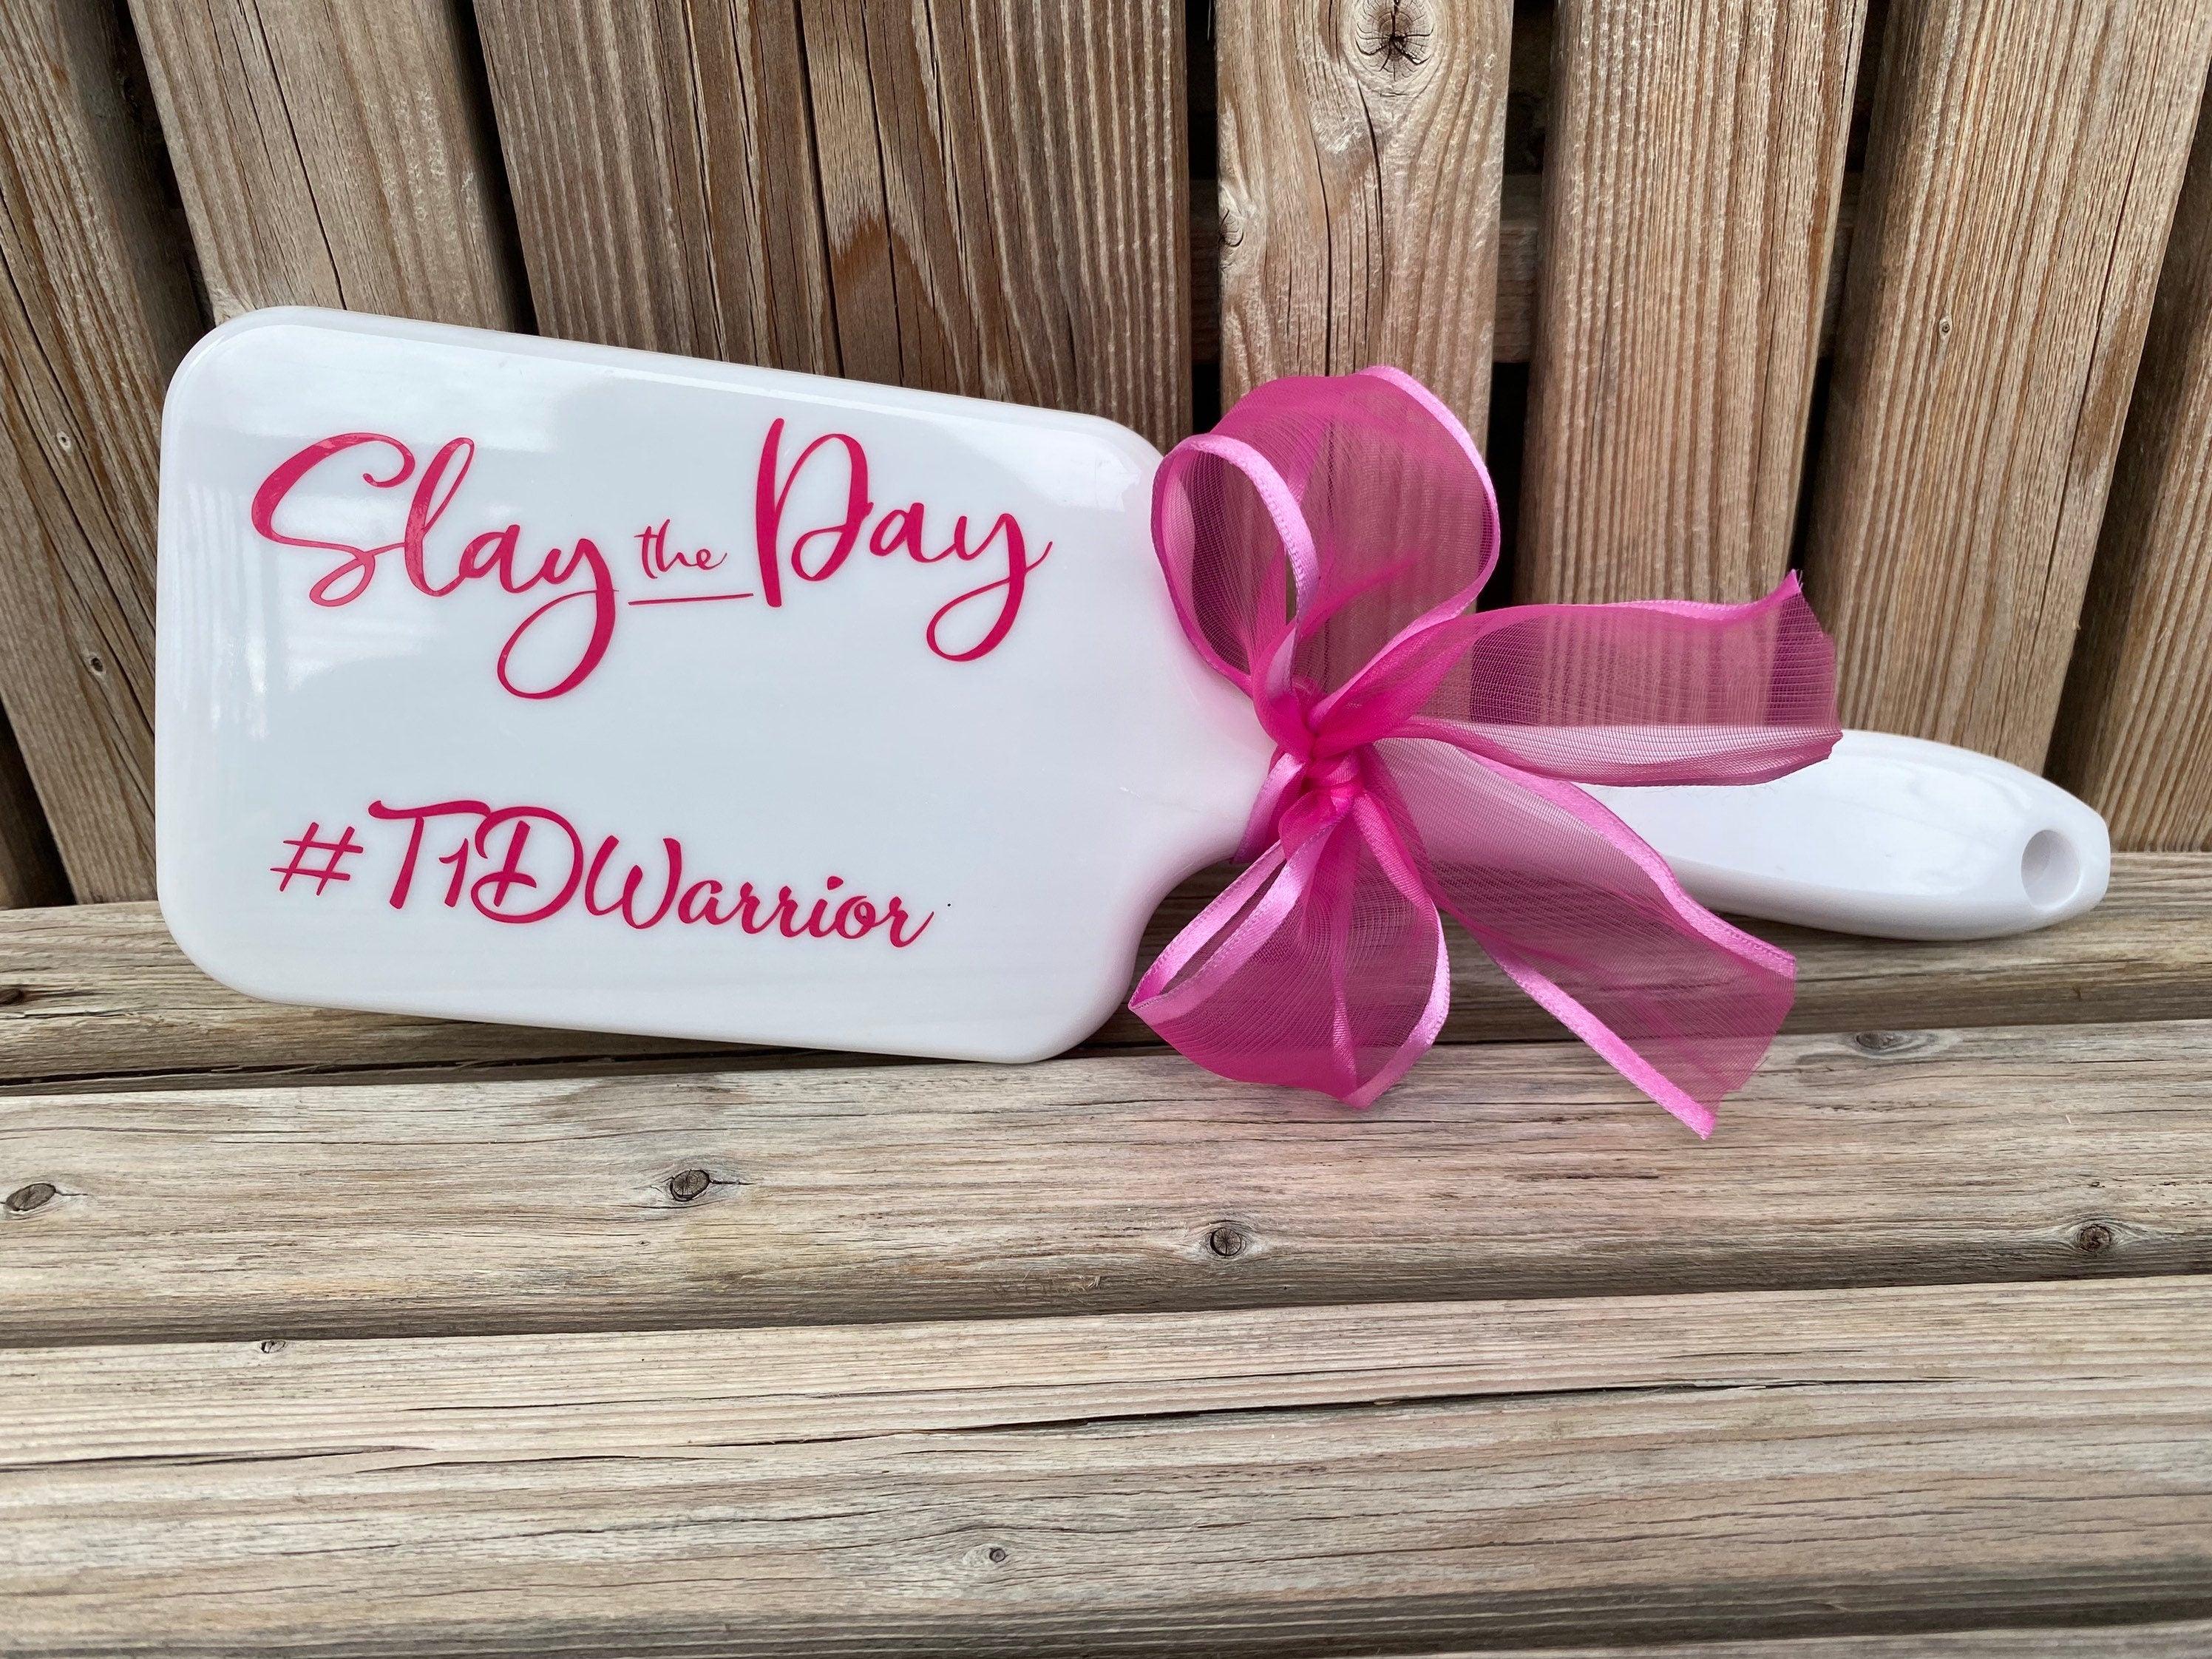 Slay the Day
#T1DWarrior